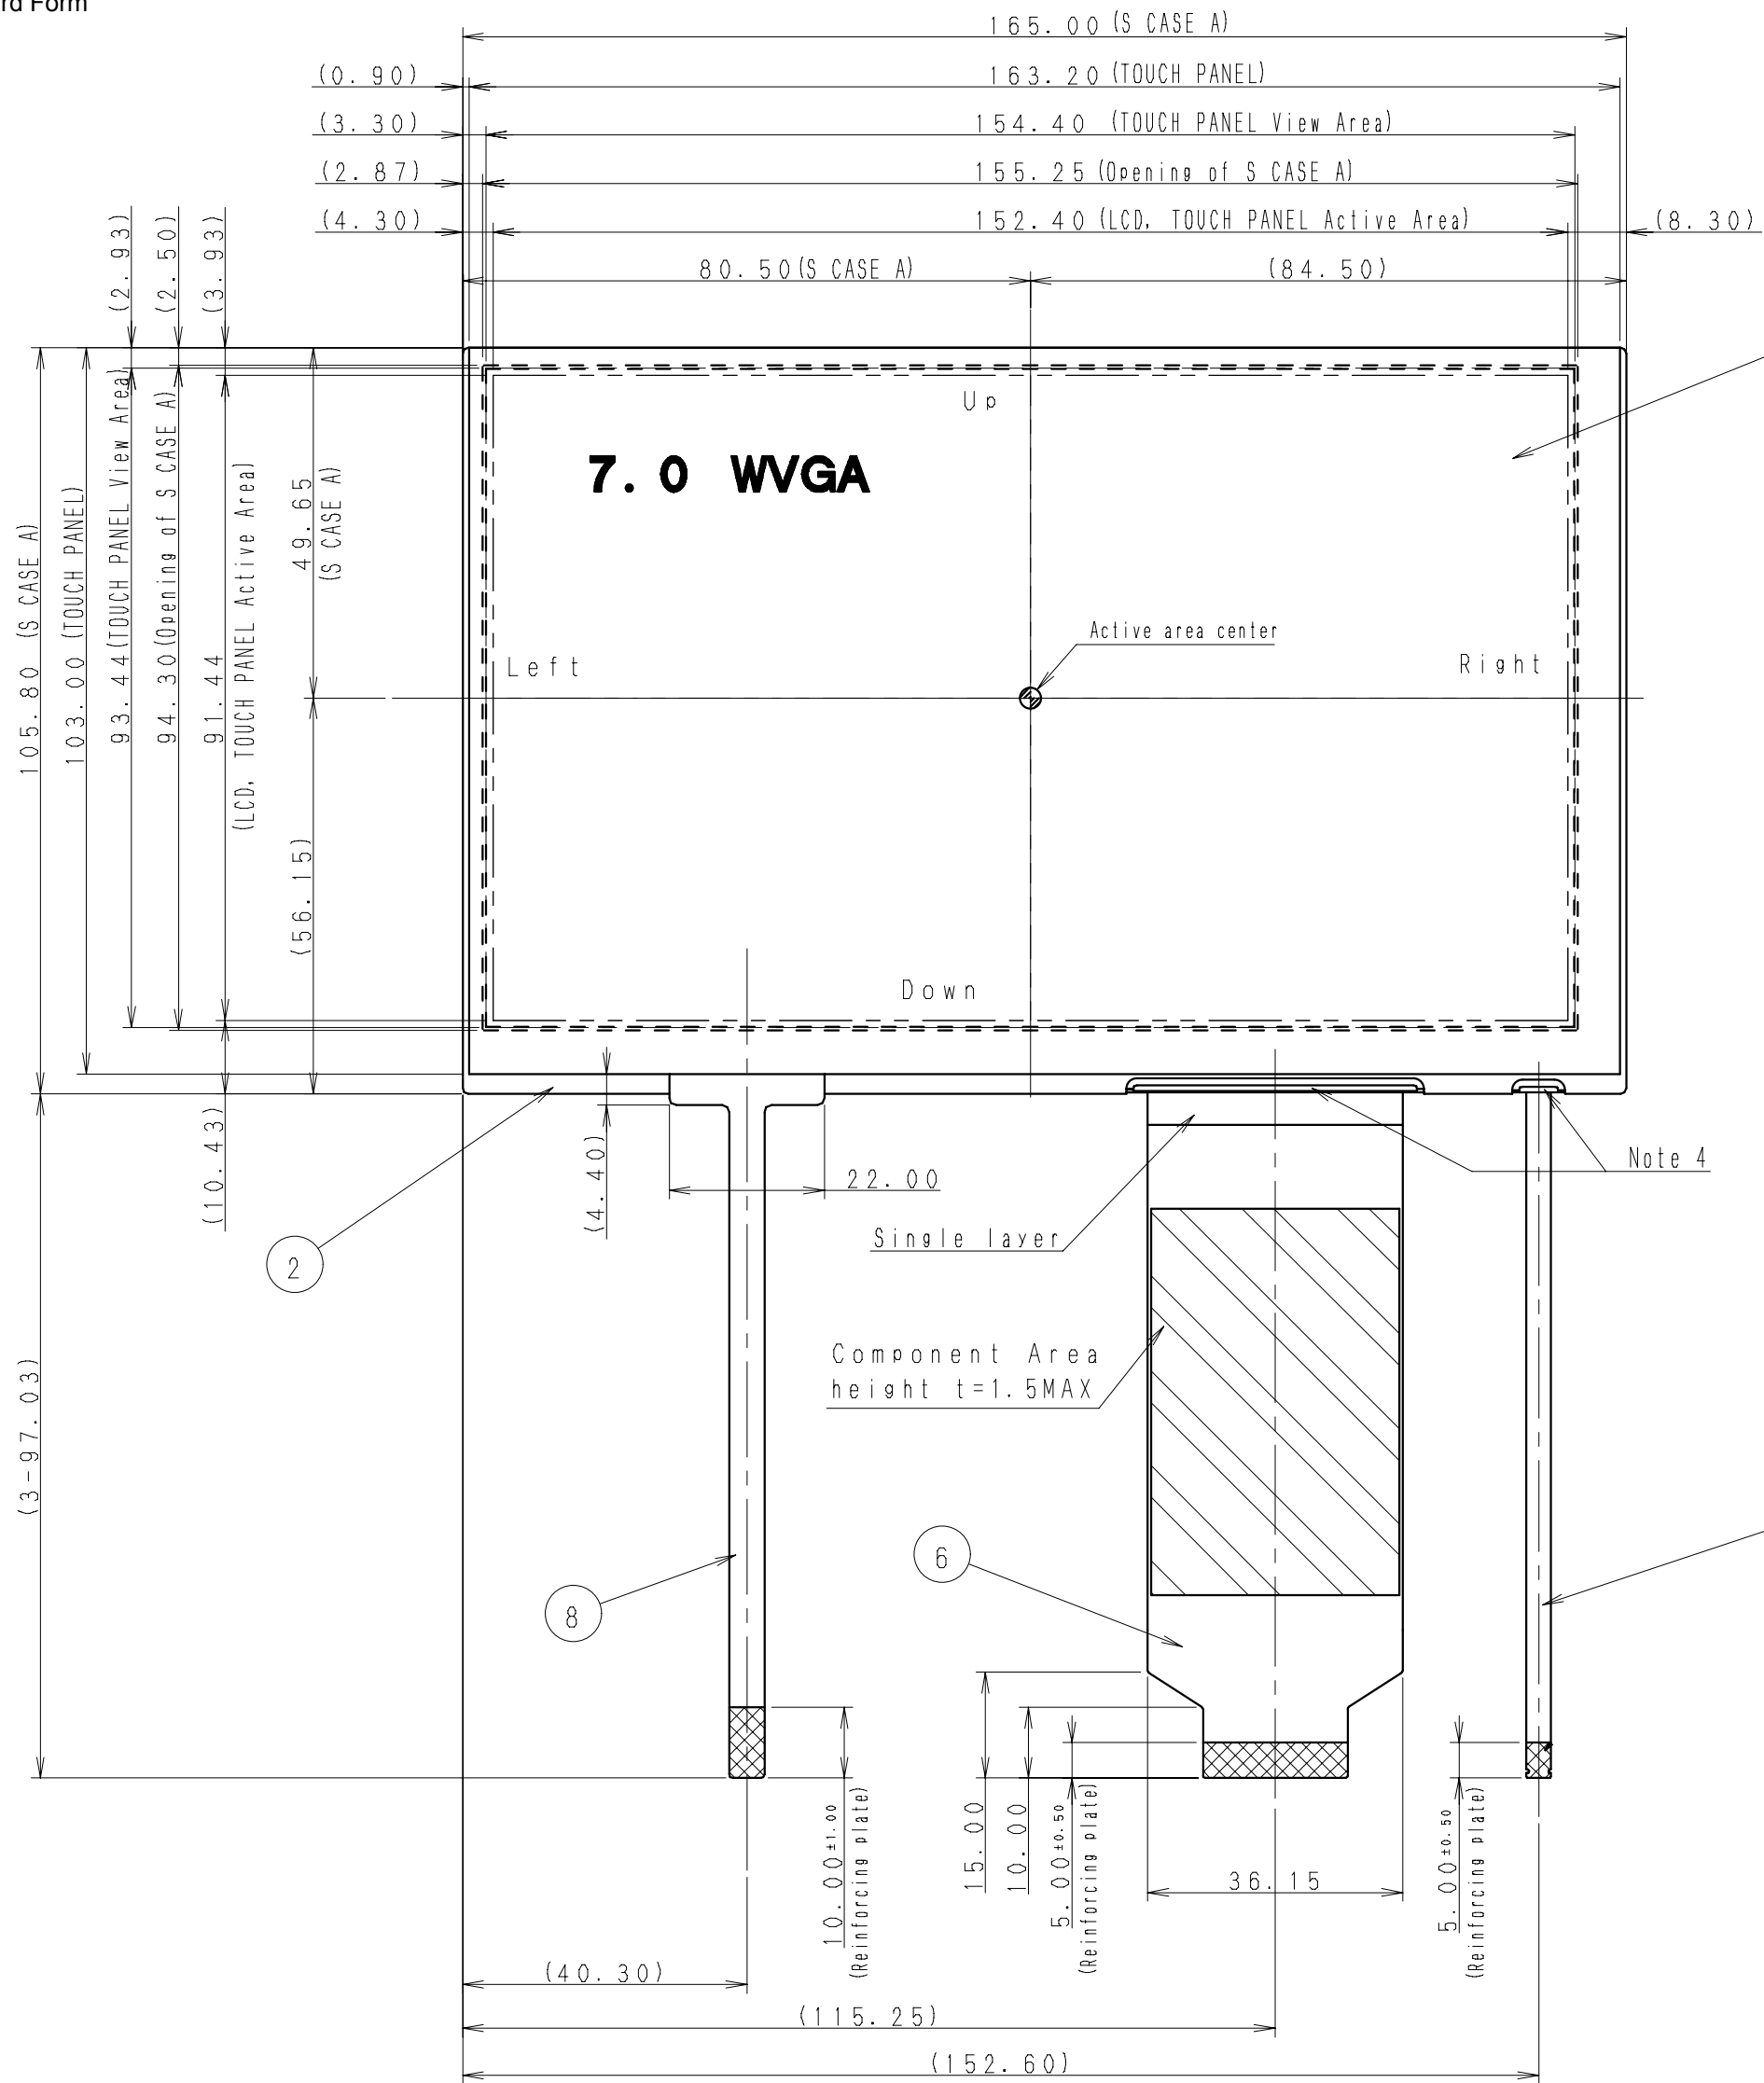 rd Form
165.00 (S CASE A)
(0.90)
163.20 (TOUCH PANEL)
(3.30)
154.40 (TOUCH PANEL View Area)
(2.87)
155.25 (Opening of S CASE A)
(4.30)
152.40 (LCD, TOUCH PANEL Active Area)
(8.30)
80.50 (S CASE A)
(84.50)
(2.93)
(2.50)
(3.93)
105.80 (S CASE A)
103.00 (TOUCH PANEL)
93.44 (TOUCH PANEL View Area)
94.30 (Opening of S CASE A)
91.44
(LCD, TOUCH PANEL Active Area)
49.65
(S CASE A)
(56.15)
Up
7.0 WVGA
Active area center
Left
Right
Down
(10.43)
(4.40)
22.00
Note 4
2
Single layer
Component Area
height t=1.5MAX
(3-97.03)
6
8
10.00±1.00
(Reinforcing plate)
15.00
10.00
5.00±0.50
(Reinforcing plate)
36.15
5.00±0.50
(Reinforcing plate)
(40.30)
(115.25)
(152.60)